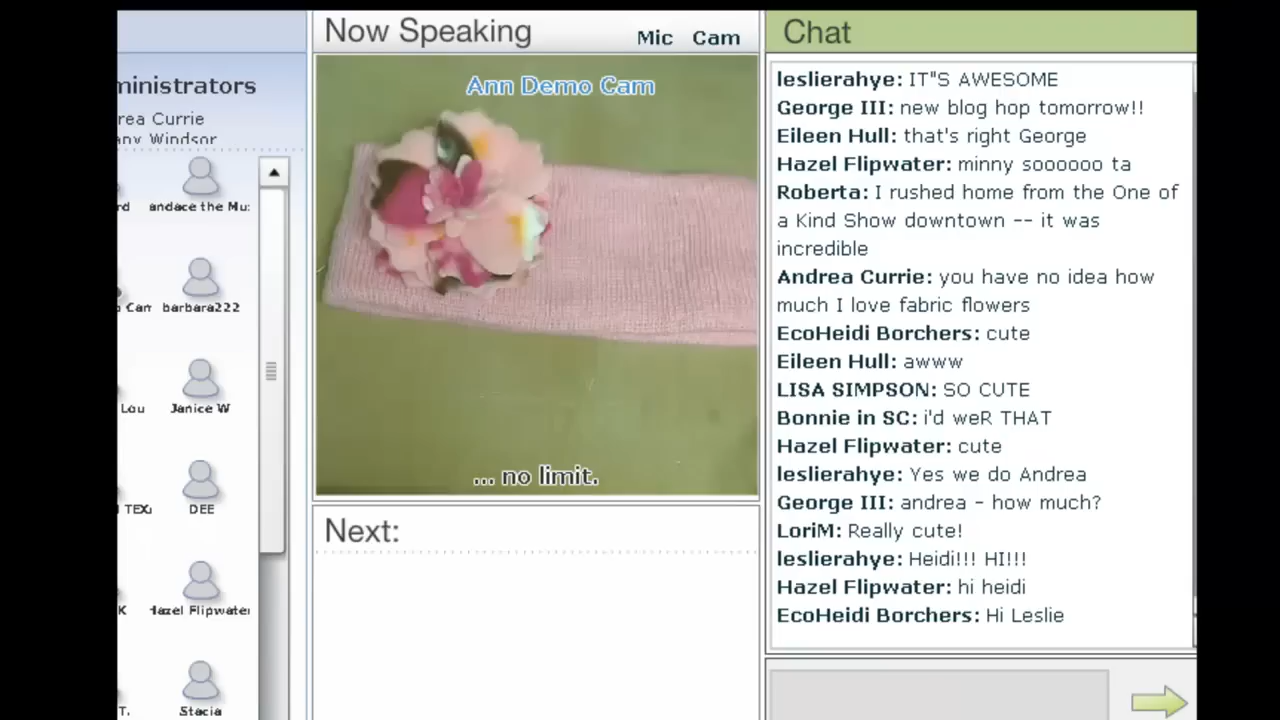 ministrators
rea Currie
any Windsor
rd
andace the Mu:
barbara222
Lou
Janice W
TEX
DEE
K
Hazel Flipwater
T.
Stacia
Now Speaking
Mic Cam
Ann Demo Cam
... no limit.
Next:
Chat
leslierahye: IT"S AWESOME
George III: new blog hop tomorrow!!
Eileen Hull: that's right George
Hazel Flipwater: minny soooooo ta
Roberta: I rushed home from the One of
a Kind Show downtown -- it was
incredible
Andrea Currie: you have no idea how
much I love fabric flowers
EcoHeidi Borchers: cute
Eileen Hull: awww
LISA SIMPSON: SO CUTE
Bonnie in SC: i'd weR THAT
Hazel Flipwater: cute
leslierahye: Yes we do Andrea
George III: andrea - how much?
LoriM: Really cute!
leslierahye: Heidi!!! HI!!!
Hazel Flipwater: hi heidi
EcoHeidi Borchers: Hi Leslie